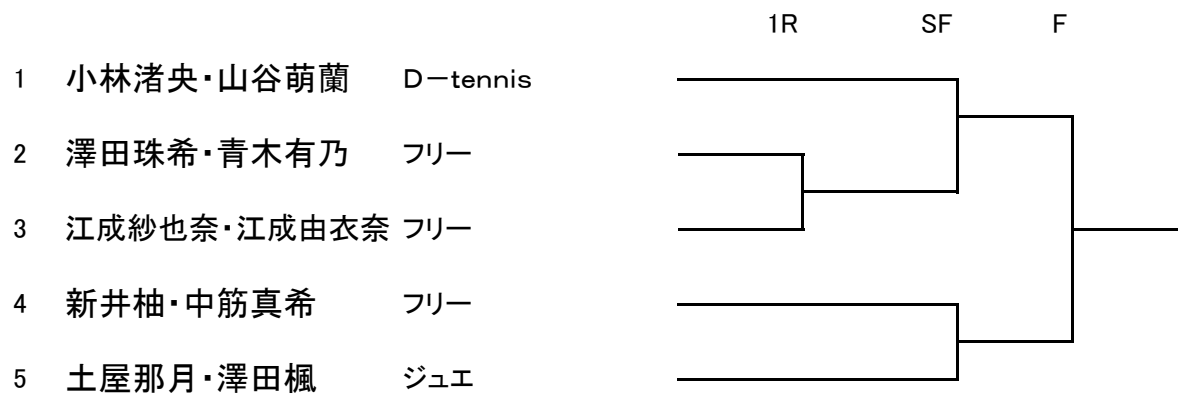 1R SF F
1 小林渚央・山谷萌蘭 D−tennis
2 澤田珠希・青木有乃 フリー
3 江成紗也奈・江成由衣奈 フリー
4 新井柚・中筋真希 フリー
5 土屋那月・澤田楓 ジュエ